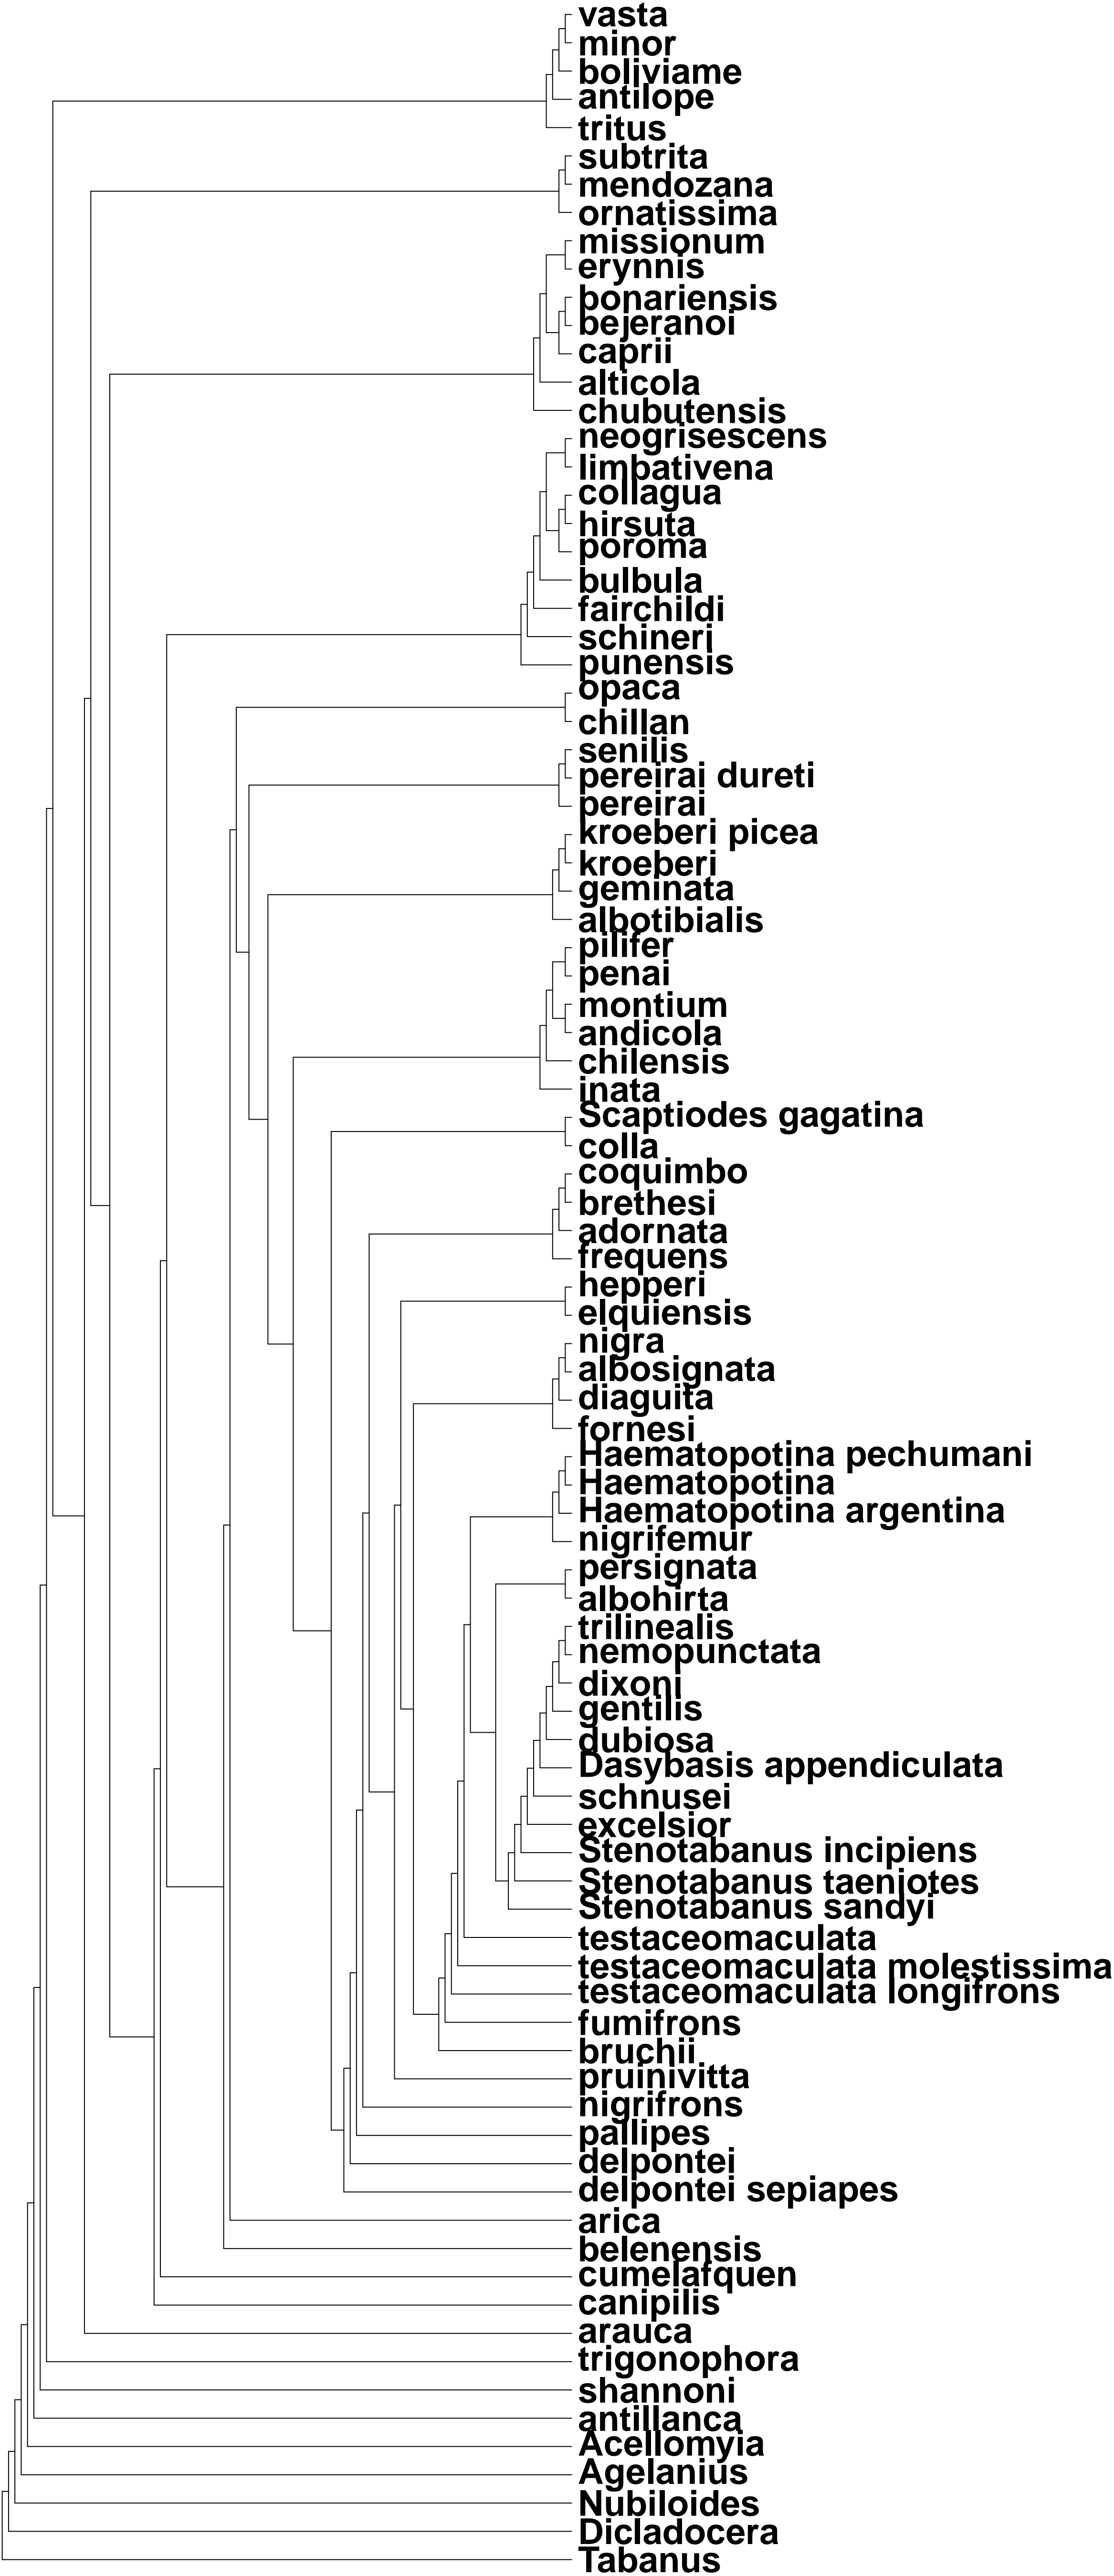 vasta
minor
boliviame
antilope
tritus
subtrita
mendozana
ornatissima
missionum
erynnis
bonariensis
bejeranoi
caprii
alticola
chubutensis
neogrisescens
limbativena
collagua
hirsuta
poroma
bulbula
fairchildi
schineri
punensis
opaca
chillan
senilis
pereirai dureti
pereirai
kroeberi picea
kroeberi
geminata
albotibialis
pilifer
penai
montium
andicola
chilensis
inata
Scaptiodes gagatina
colla
coquimbo
brethesi
adornata
frequens
hepperi
elquiensis
nigra
albosignata
diaguita
fornesi
Haematopotina pechumani
Haematopotina
Haematopotina argentina
nigrifemur
persignata
albohirta
trilinealis
nemopunctata
dixoni
gentilis
dubiosa
Dasybasis appendiculata
schnusei
excelsior
Stenotabanus incipiens
Stenotabanus taeniotes
Stenotabanus sandyi
testaceomaculata
testaceomaculata molestissima
testaceomaculata longifrons
fumifrons
bruchii
pruinivitta
nigrifrons
pallipes
delpontei
delpontei sepiapes
arica
belenensis
cumelafquen
canipilis
arauca
trigonophora
shannoni
antillanca
Acellomyia
Agelanius
Nubiloides
Dicladocera
Tabanus